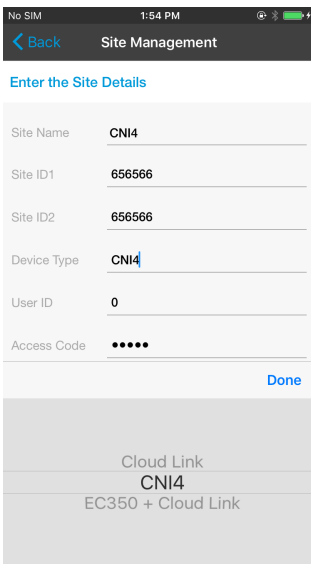 No SIM 1:54 PM
Back Site Management
Enter the Site Details
Site Name CNI4
Site ID1 656566
Site ID2 656566
Device Type CNI4
User ID 0
Access Code •••••
Done
Cloud Link
CNI4
EC350 + Cloud Link